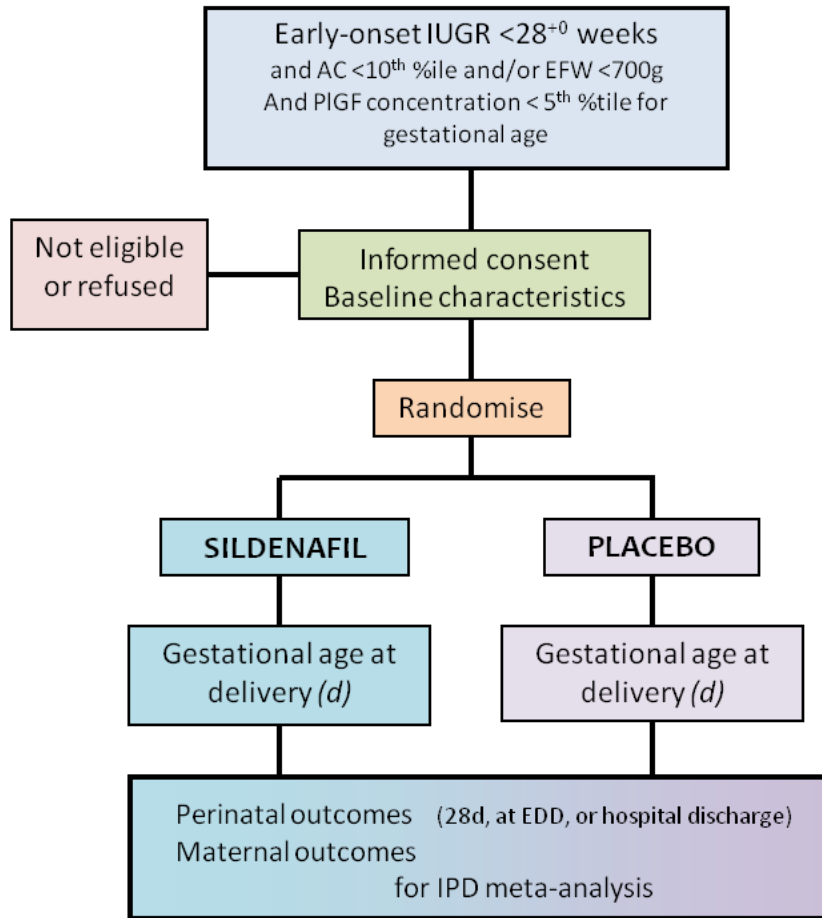 Early-onset IUGR <28⁺⁰ weeks
and AC <10ᵗʰ %ile and/or EFW <700g
And PlGF concentration < 5ᵗʰ %tile for
gestational age
Not eligible
or refused
Informed consent
Baseline characteristics
Randomise
SILDENAFIL
PLACEBO
Gestational age at
delivery (d)
Gestational age at
delivery (d)
Perinatal outcomes (28d, at EDD, or hospital discharge)
Maternal outcomes
for IPD meta-analysis